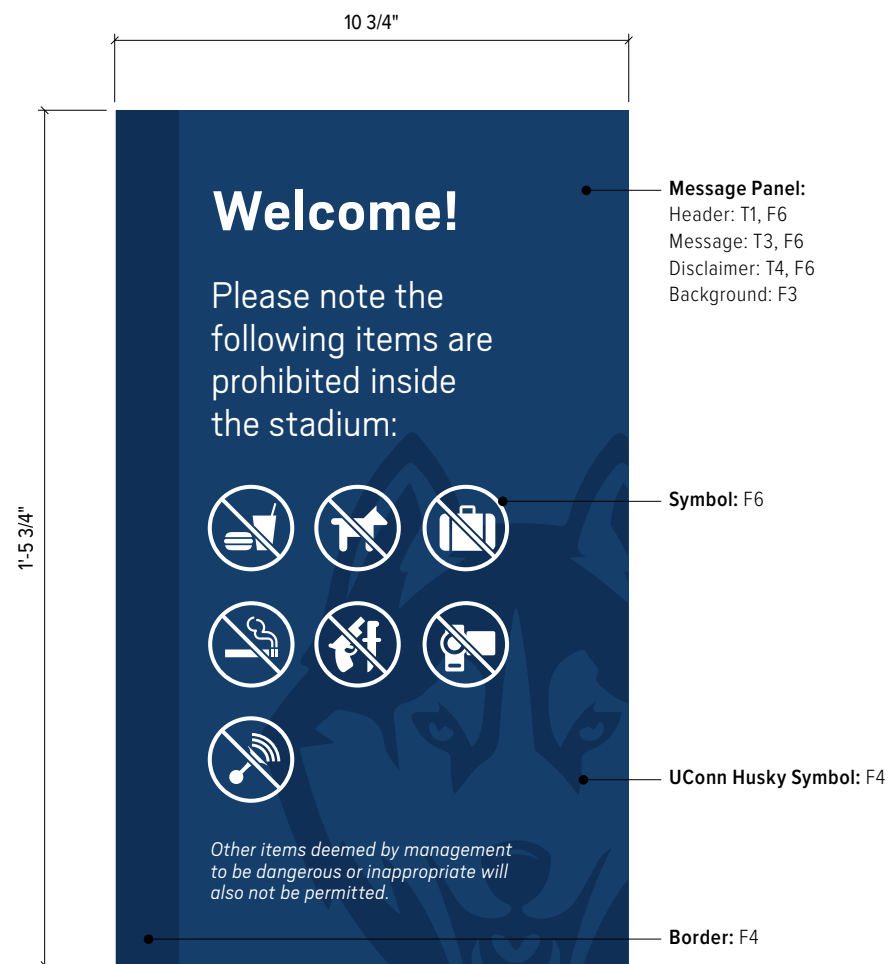 10 3/4"
1'-5 3/4"
Welcome!
Please note the
following items are
prohibited inside
the stadium:
Other items deemed by management
to be dangerous or inappropriate will
also not be permitted.
Message Panel:
Header: T1, F6
Message: T3, F6
Disclaimer: T4, F6
Background: F3
Symbol: F6
UConn Husky Symbol: F4
Border: F4